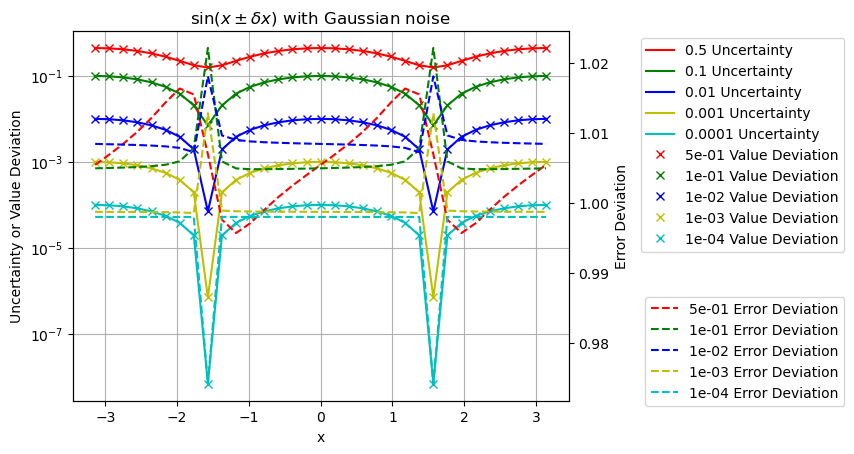 sin(x ± δx) with Gaussian noise
10⁻¹
10⁻³
10⁻⁵
10⁻⁷
Uncertainty or Value Deviation
−3
−2
−1
0
1
2
3
x
1.02
1.01
1.00
0.99
0.98
Error Deviation
0.5 Uncertainty
0.1 Uncertainty
0.01 Uncertainty
0.001 Uncertainty
0.0001 Uncertainty
5e-01 Value Deviation
1e-01 Value Deviation
1e-02 Value Deviation
1e-03 Value Deviation
1e-04 Value Deviation
5e-01 Error Deviation
1e-01 Error Deviation
1e-02 Error Deviation
1e-03 Error Deviation
1e-04 Error Deviation